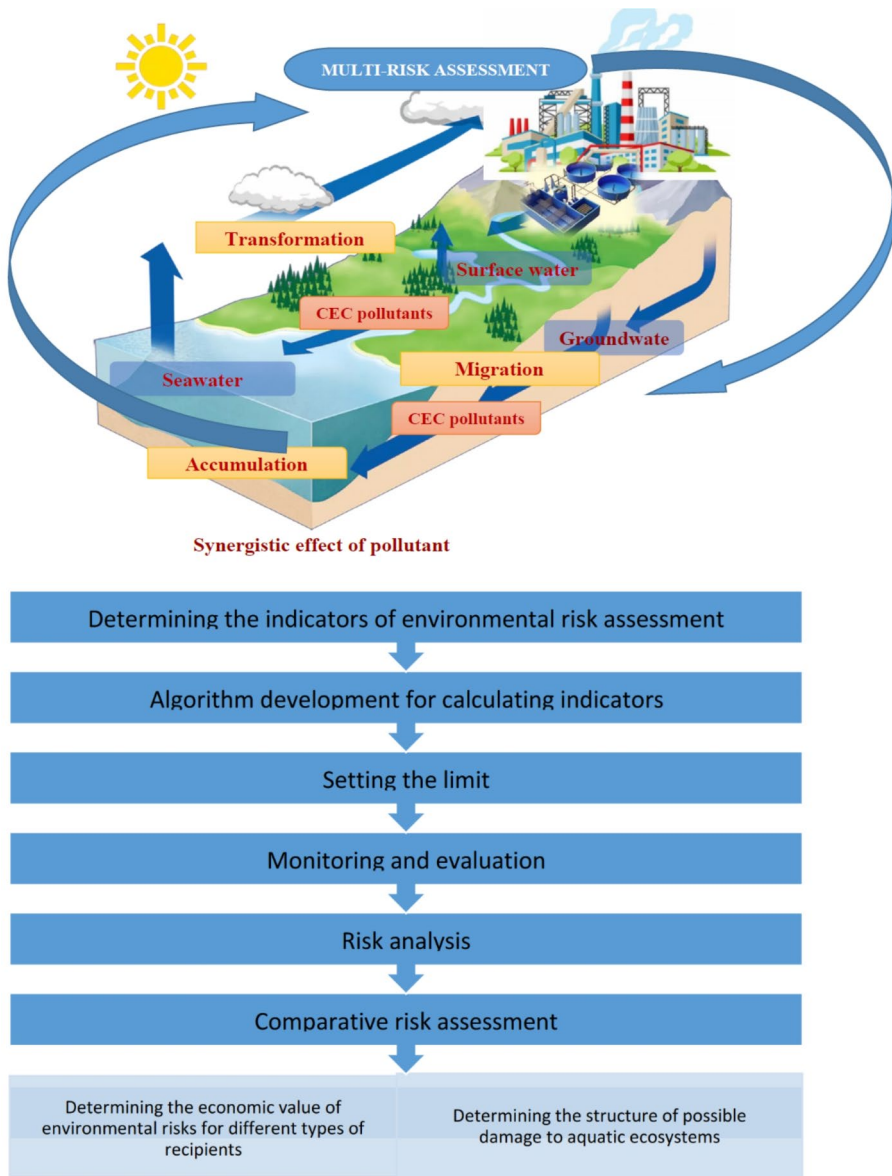 MULTI-RISK ASSESSMENT
Transformation
Surface water
CEC pollutants
Groundwate
Seawater
Migration
CEC pollutants
Accumulation
Synergistic effect of pollutant
Determining the indicators of environmental risk assessment
Algorithm development for calculating indicators
Setting the limit
Monitoring and evaluation
Risk analysis
Comparative risk assessment
Determining the economic value of
environmental risks for different types of
recipients
Determining the structure of possible
damage to aquatic ecosystems